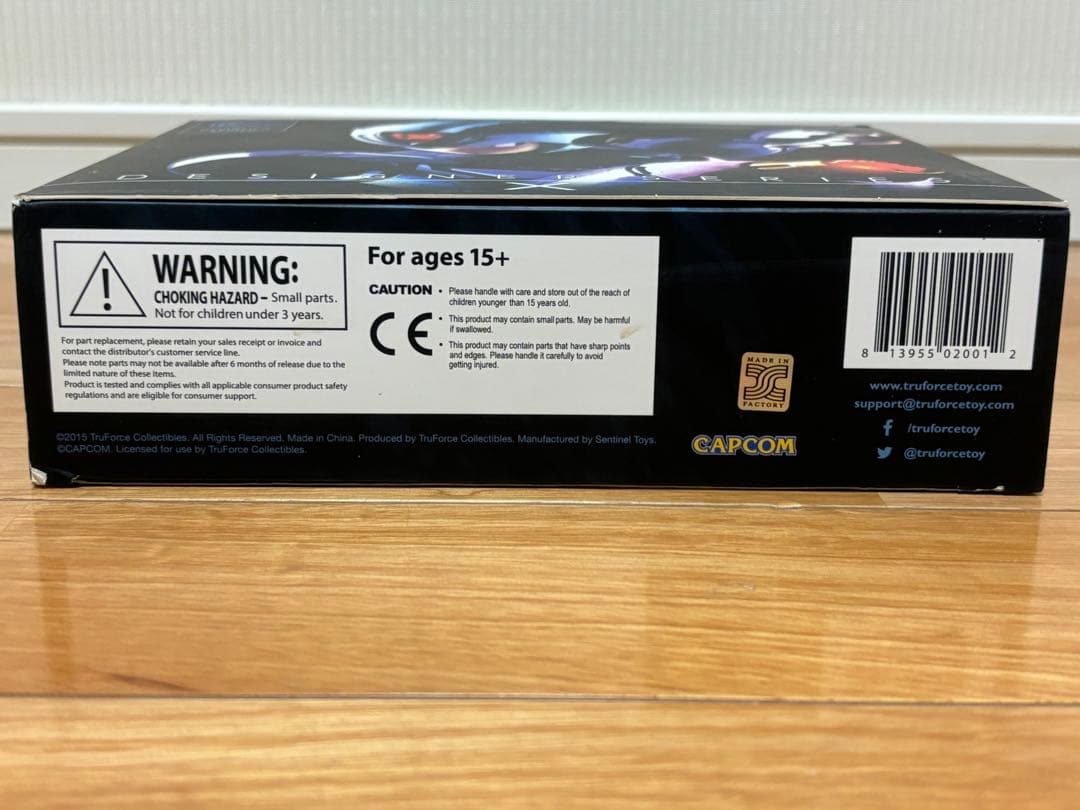 DESIGNER SERIES
X
WARNING:
CHOKING HAZARD – Small parts.
Not for children under 3 years.
For part replacement, please retain your sales receipt or invoice and
contact the distributor's customer service line.
Please note parts may not be available after 6 months of release due to the
limited nature of these items.
Product is tested and complies with all applicable consumer product safety
regulations and are eligible for consumer support.
For ages 15+
CAUTION • Please handle with care and store out of the reach of
children younger than 15 years old.
• This product may contain small parts. May be harmful
if swallowed.
• This product may contain parts that have sharp points
and edges. Please handle it carefully to avoid
getting injured.
CE
©2015 TruForce Collectibles. All Rights Reserved. Made in China. Produced by TruForce Collectibles. Manufactured by Sentinel Toys.
©CAPCOM. Licensed for use by TruForce Collectibles.
MADE IN
FACTORY
CAPCOM
8 13955 02001 2
www.truforcetoy.com
support@truforcetoy.com
/truforcetoy
@truforcetoy